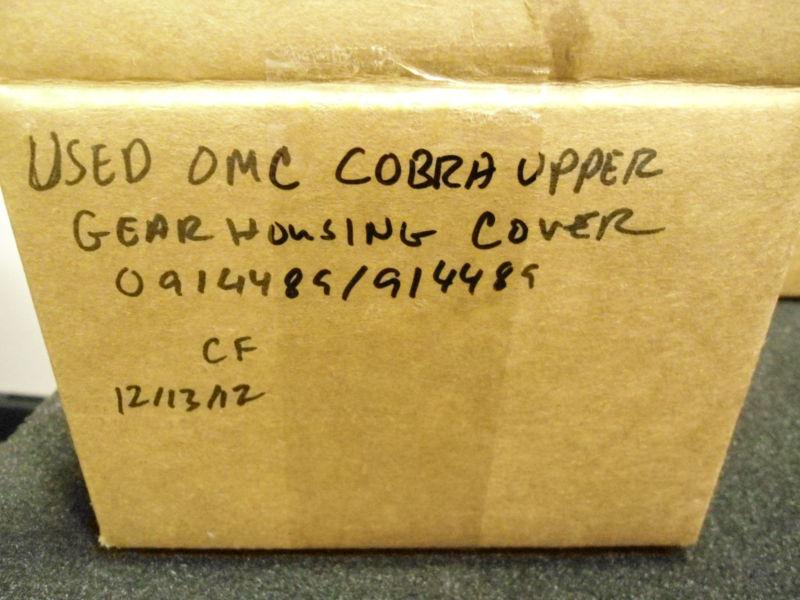 USED OMC COBRA UPPER
GEAR HOUSING COVER
0914489/914489
CF
12/13/12